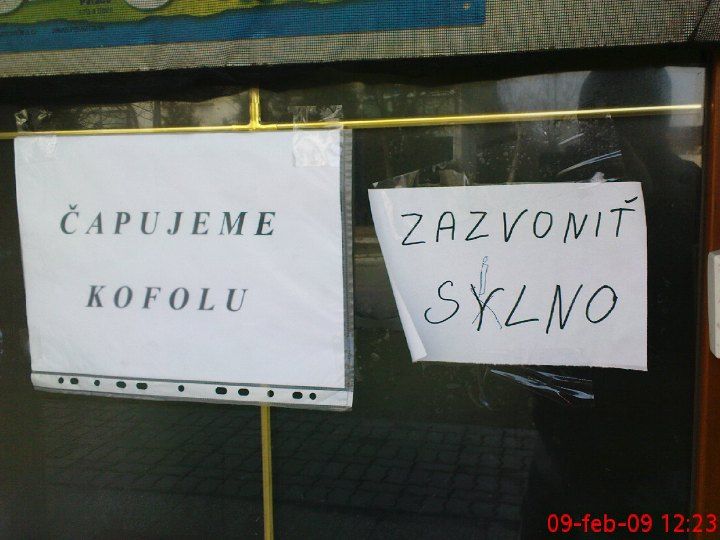 ČAPUJEME
KOFOLU
ZAZVONIŤ
SYLNO
09-feb-09 12:23